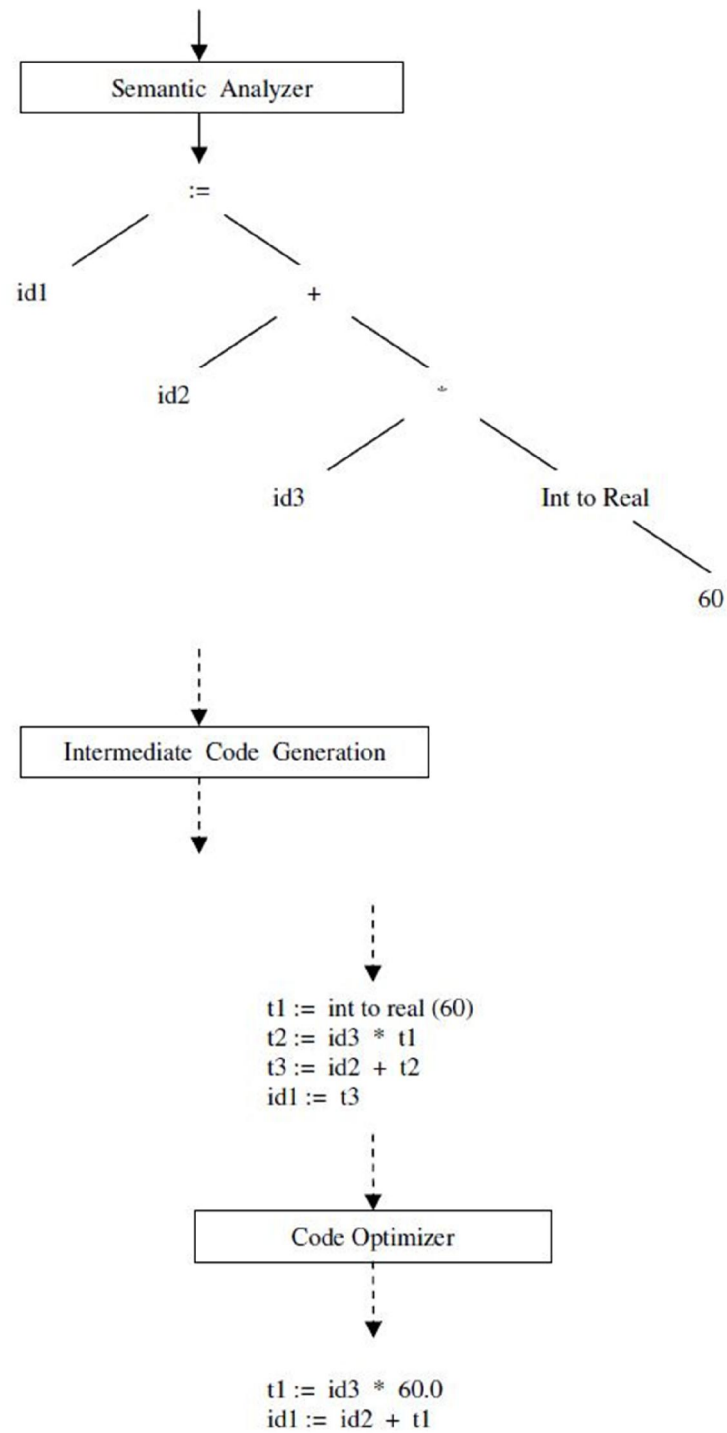 Semantic Analyzer
:=
id1
+
id2
*
id3
Int to Real
60
Intermediate Code Generation
t1 := int to real (60)
t2 := id3 * t1
t3 := id2 + t2
id1 := t3
Code Optimizer
t1 := id3 * 60.0
id1 := id2 + t1